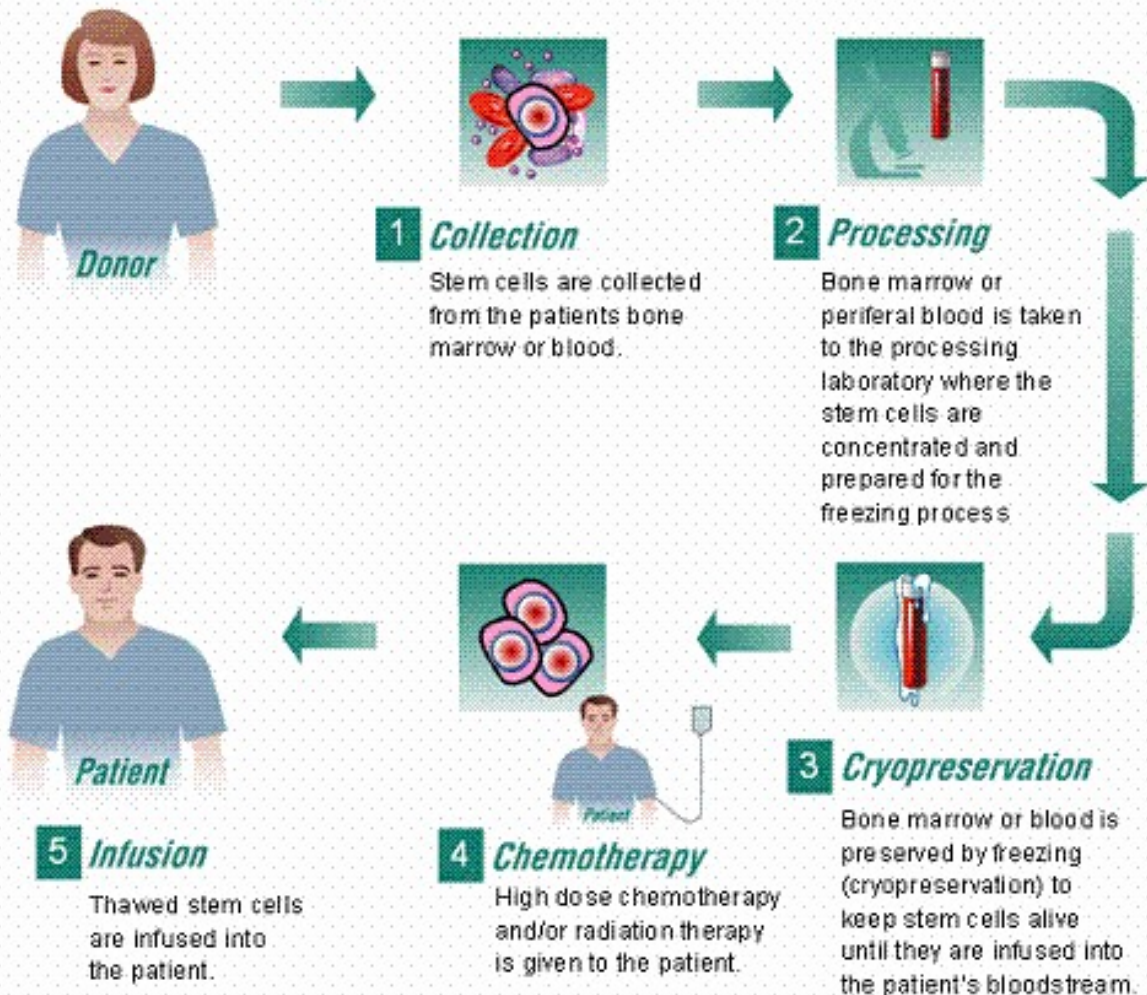 Donor
1 Collection
Stem cells are collected
from the patients bone
marrow or blood.
2 Processing
Bone marrow or
periferal blood is taken
to the processing
laboratory where the
stem cells are
concentrated and
prepared for the
freezing process
3 Cryopreservation
Bone marrow or blood is
preserved by freezing
(cryopreservation) to
keep stem cells alive
until they are infused into
the patient's bloodstream.
Patient
4 Chemotherapy
High dose chemotherapy
and/or radiation therapy
is given to the patient.
Patient
5 Infusion
Thawed stem cells
are infused into
the patient.